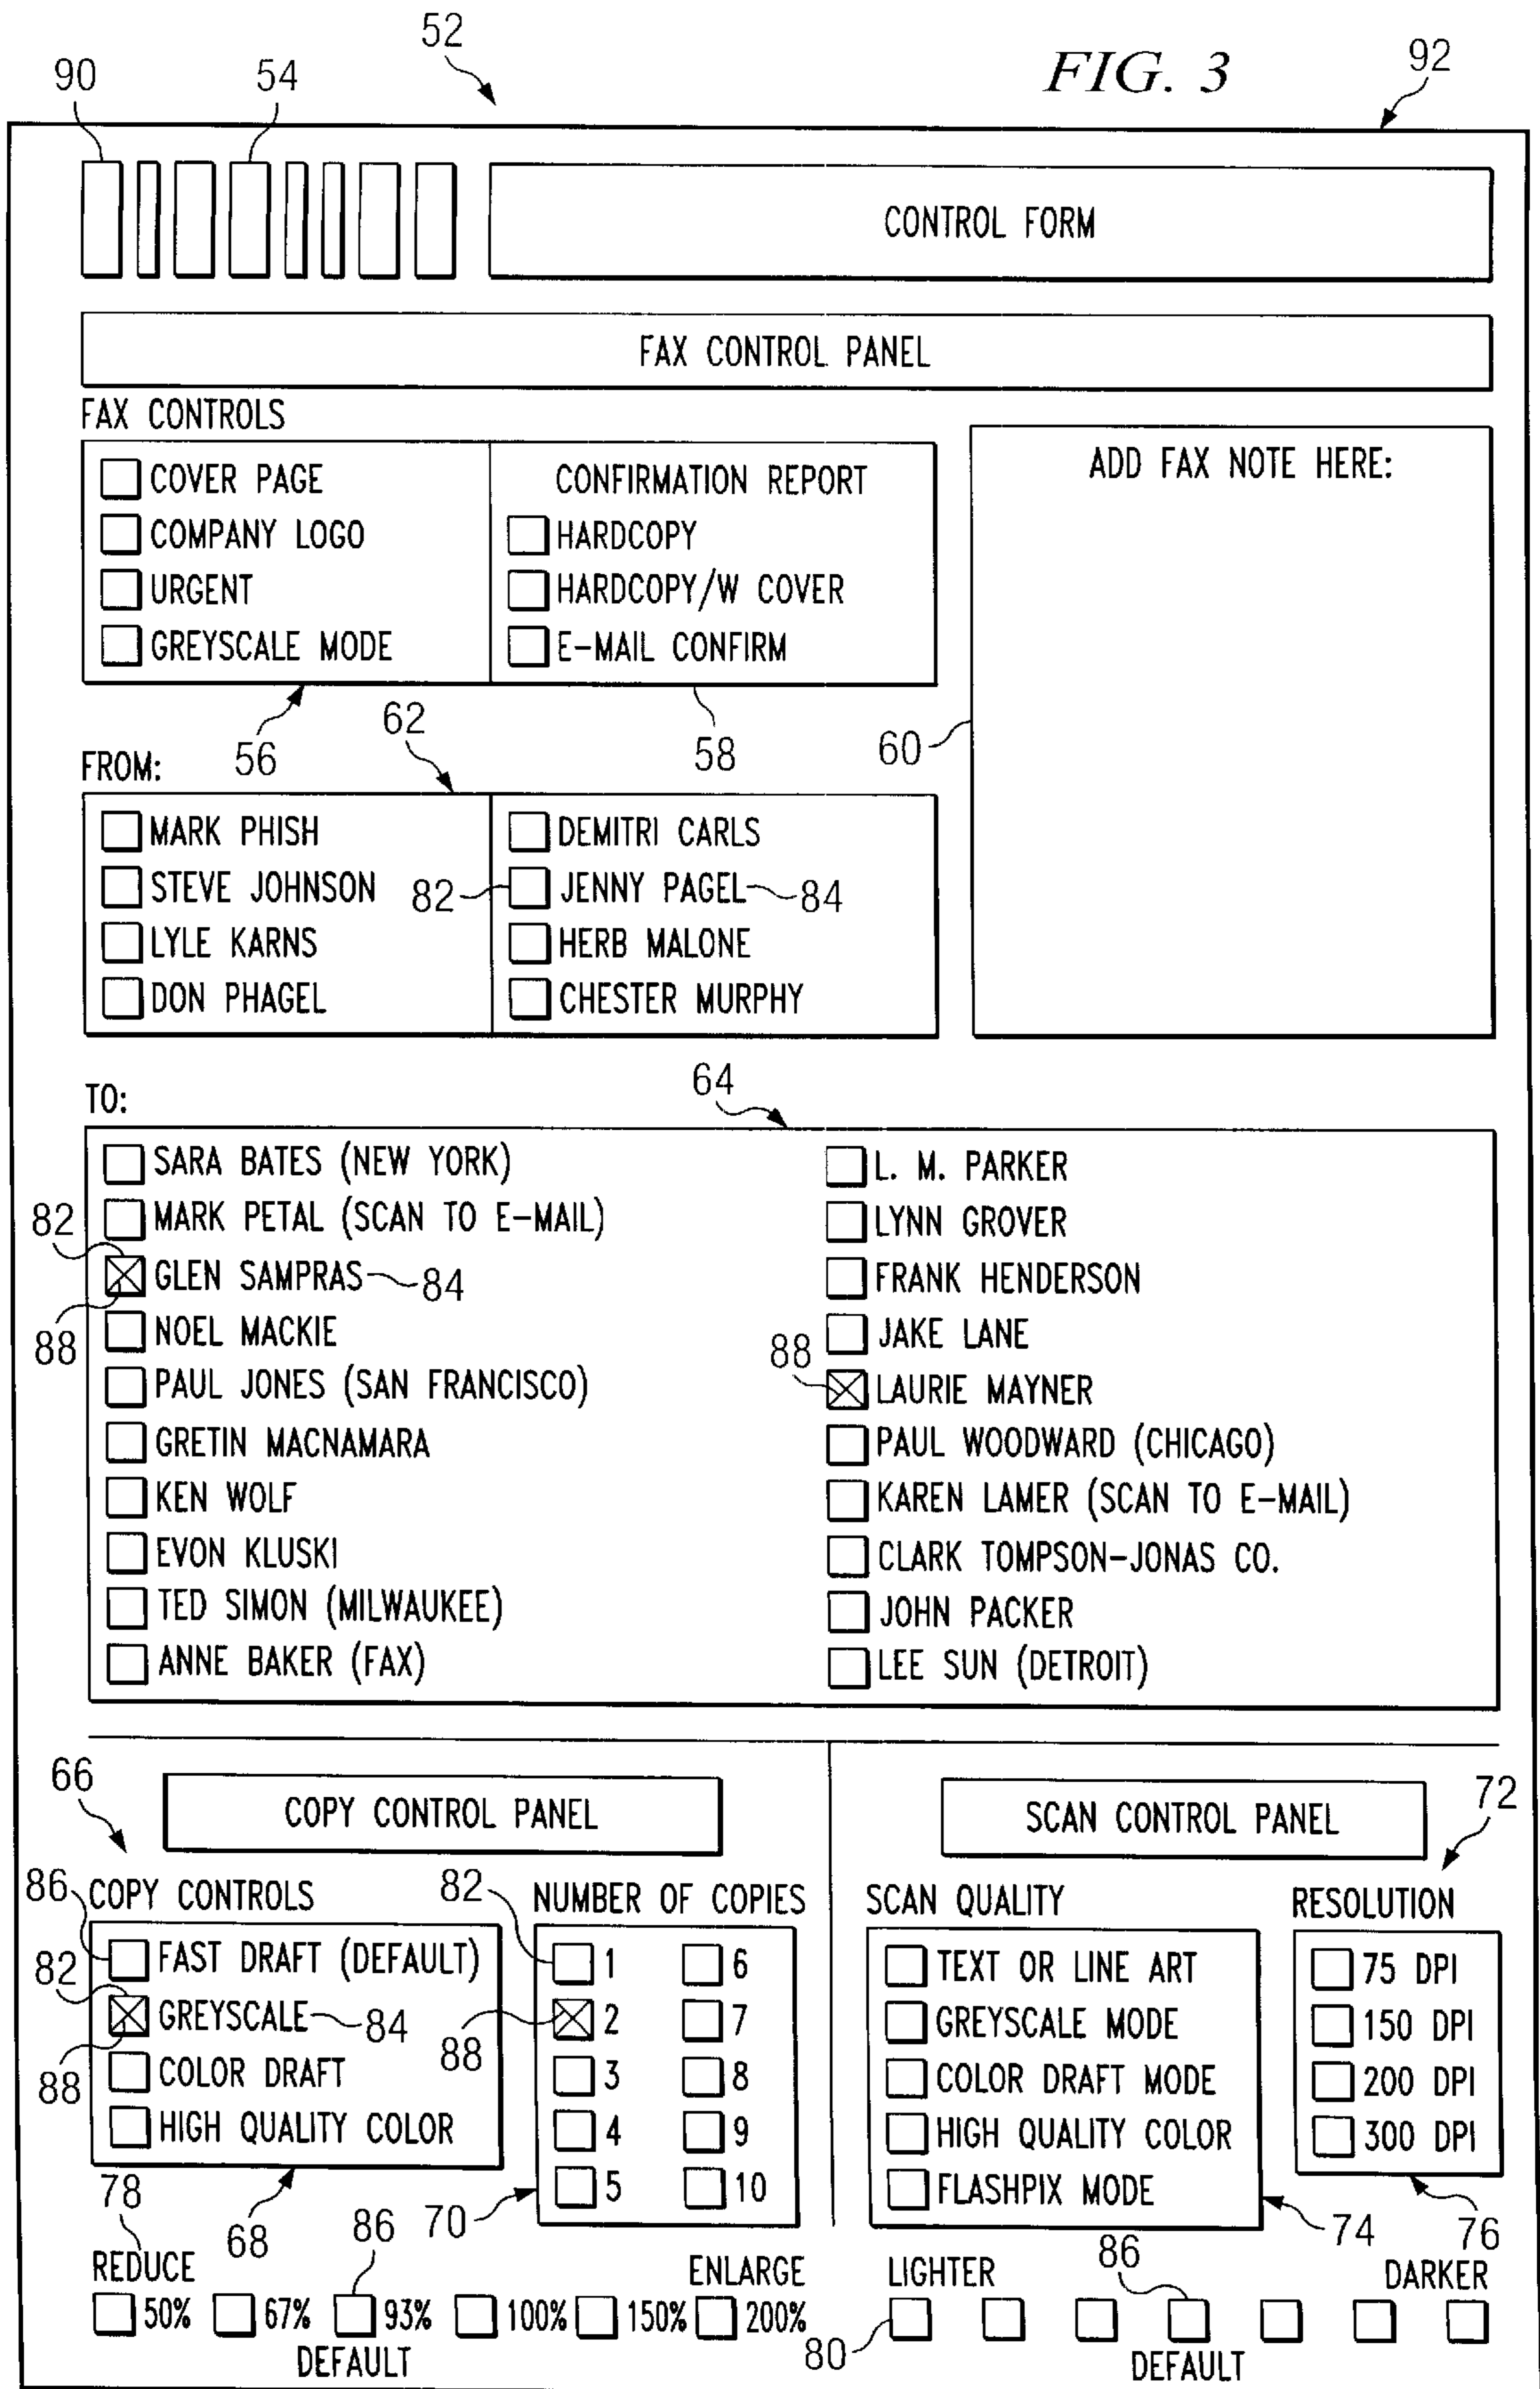 52
FIG. 3
92
90
54
CONTROL FORM
FAX CONTROL PANEL
FAX CONTROLS
COVER PAGE
COMPANY LOGO
URGENT
GREYSCALE MODE
CONFIRMATION REPORT
HARDCOPY
HARDCOPY/W COVER
E-MAIL CONFIRM
ADD FAX NOTE HERE:
56
62
58
60
FROM:
MARK PHISH
STEVE JOHNSON
LYLE KARNS
DON PHAGEL
DEMITRI CARLS
82 JENNY PAGEL 84
HERB MALONE
CHESTER MURPHY
64
TO:
SARA BATES (NEW YORK)
MARK PETAL (SCAN TO E-MAIL)
82
GLEN SAMPRAS 84
88
NOEL MACKIE
PAUL JONES (SAN FRANCISCO)
GRETIN MACNAMARA
KEN WOLF
EVON KLUSKI
TED SIMON (MILWAUKEE)
ANNE BAKER (FAX)
L. M. PARKER
LYNN GROVER
FRANK HENDERSON
JAKE LANE
88
LAURIE MAYNER
PAUL WOODWARD (CHICAGO)
KAREN LAMER (SCAN TO E-MAIL)
CLARK TOMPSON-JONAS CO.
JOHN PACKER
LEE SUN (DETROIT)
66
COPY CONTROL PANEL
86
COPY CONTROLS
FAST DRAFT (DEFAULT)
82
GREYSCALE 84
88
COLOR DRAFT
HIGH QUALITY COLOR
68
82
NUMBER OF COPIES
1 6
88
2 7
3 8
4 9
5 10
70
78
REDUCE
86
ENLARGE
50% 67% 93% 100% 150% 200%
DEFAULT
SCAN CONTROL PANEL
72
SCAN QUALITY
TEXT OR LINE ART
GREYSCALE MODE
COLOR DRAFT MODE
HIGH QUALITY COLOR
FLASHPIX MODE
74
RESOLUTION
75 DPI
150 DPI
200 DPI
300 DPI
76
LIGHTER
86
DARKER
80
DEFAULT